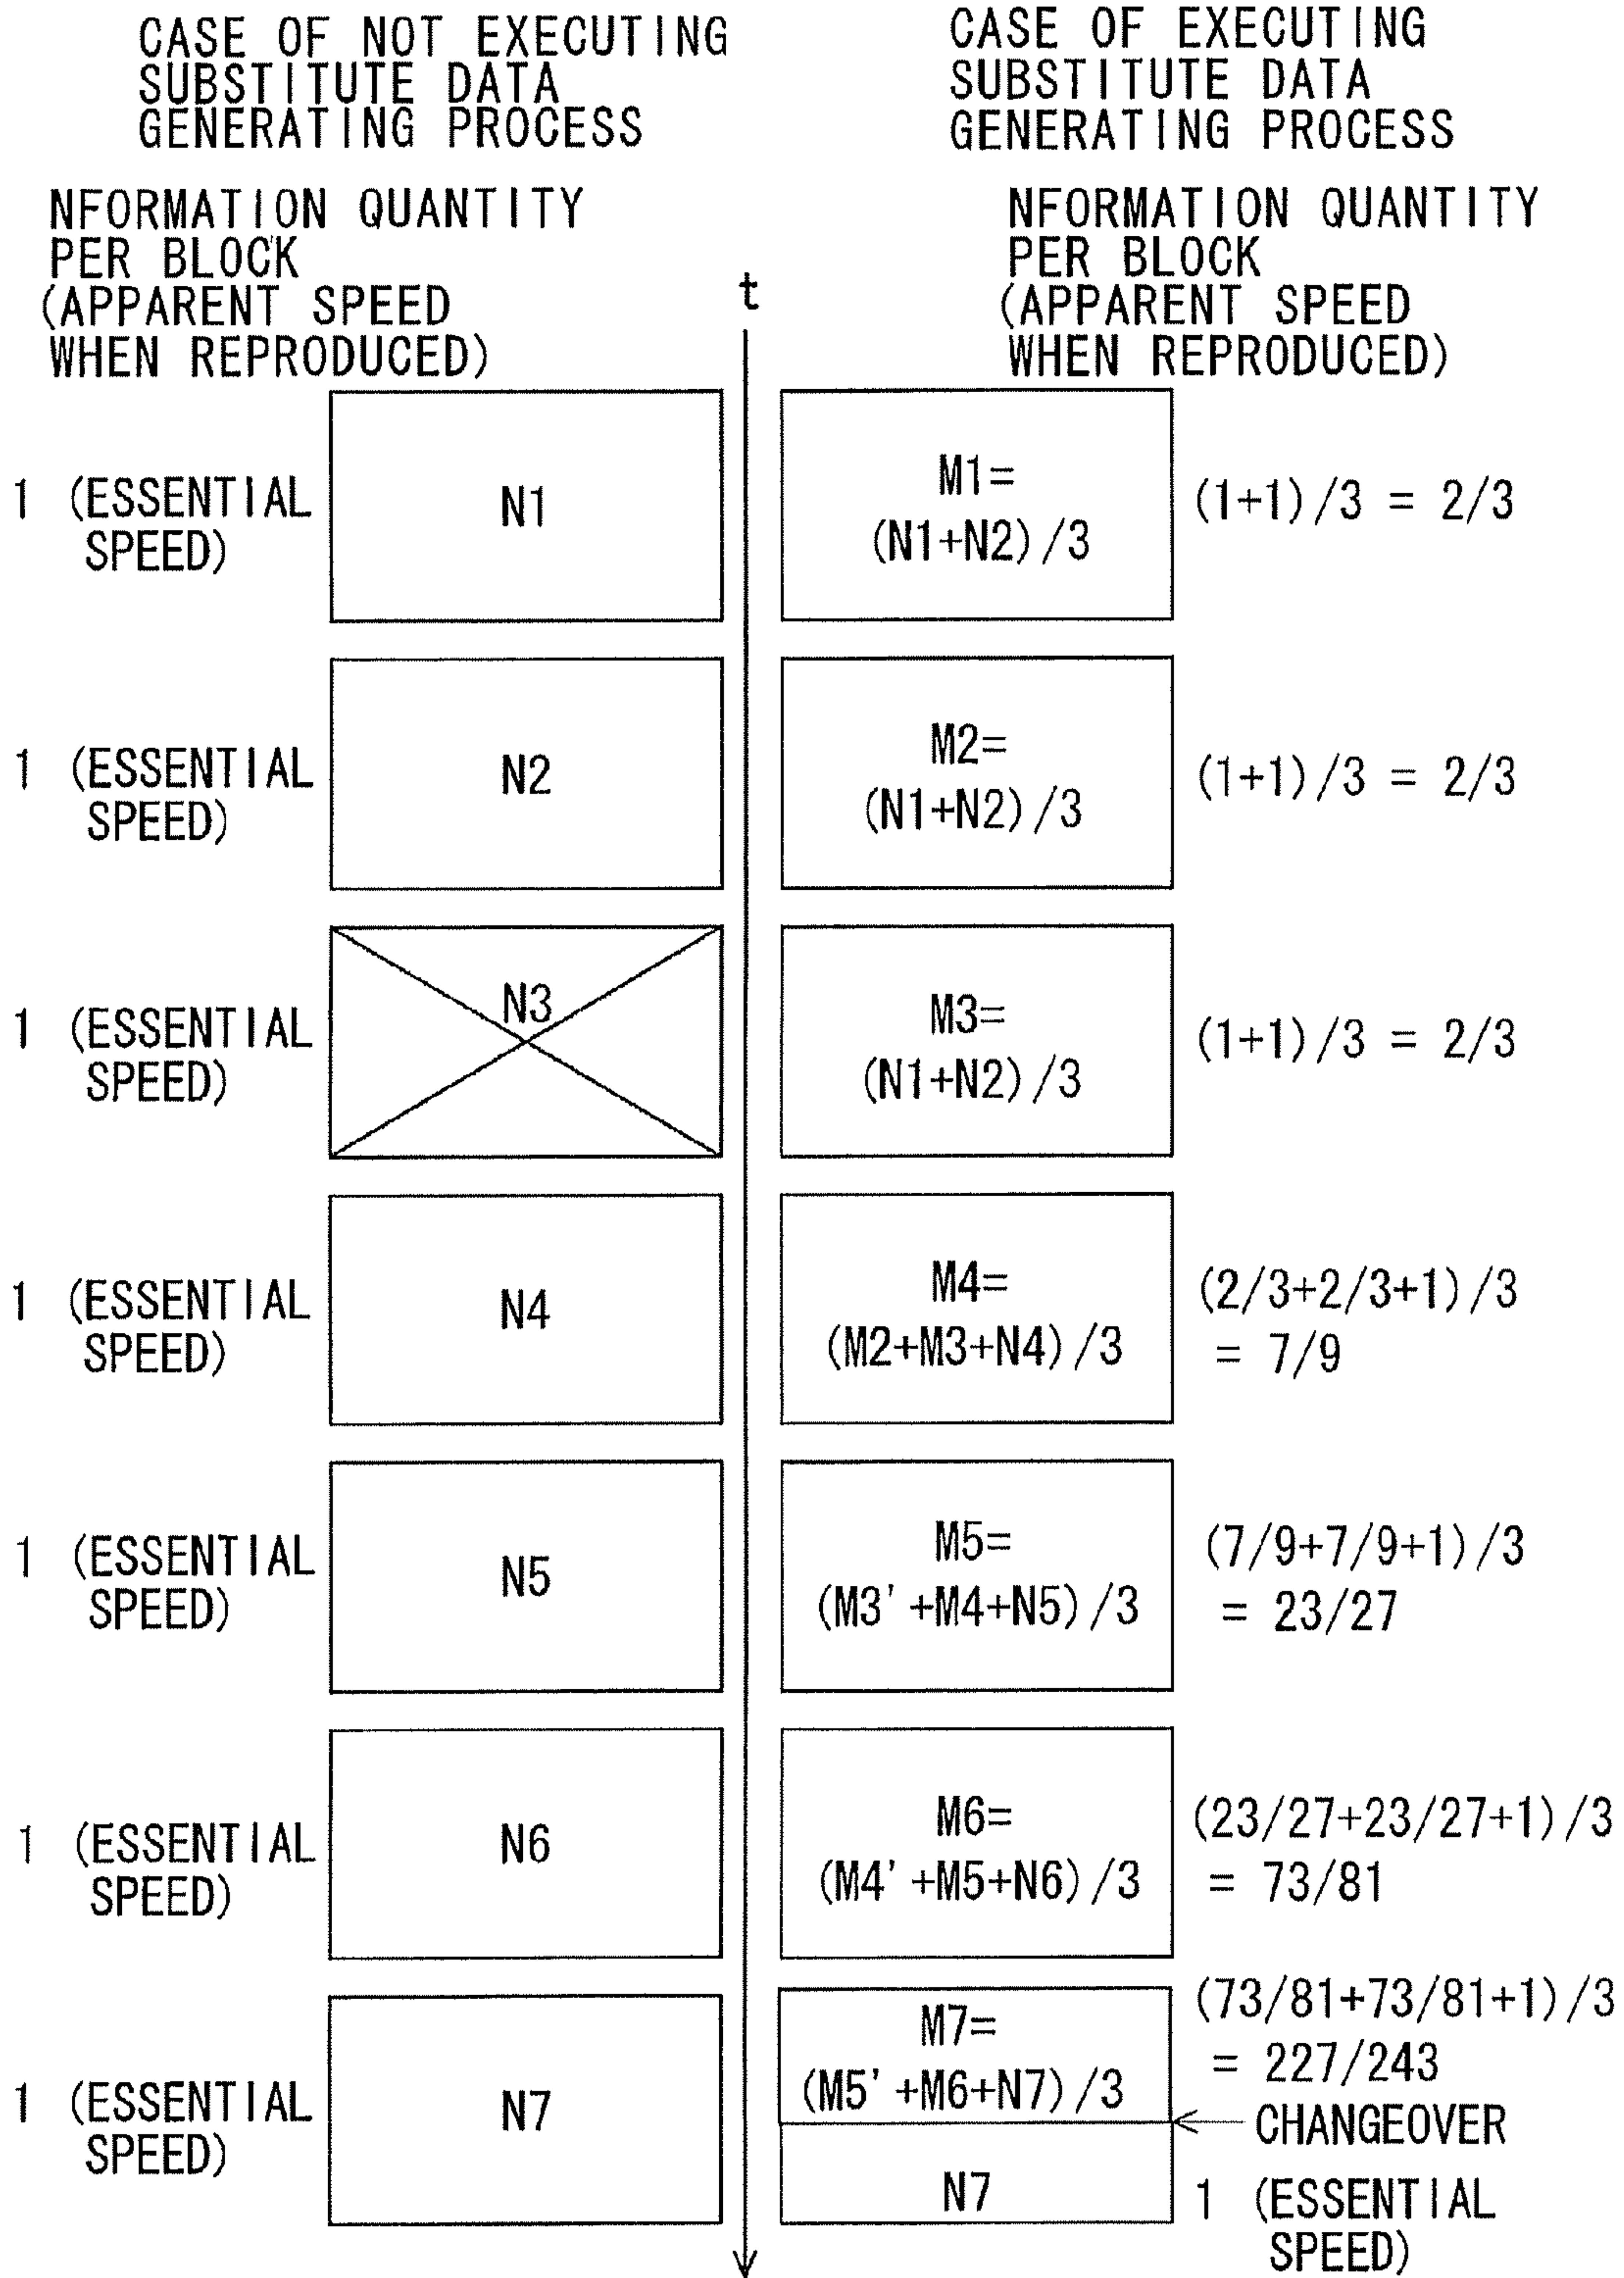 CASE OF NOT EXECUTING
SUBSTITUTE DATA
GENERATING PROCESS
CASE OF EXECUTING
SUBSTITUTE DATA
GENERATING PROCESS
NFORMATION QUANTITY
PER BLOCK
(APPARENT SPEED
WHEN REPRODUCED)
t
NFORMATION QUANTITY
PER BLOCK
(APPARENT SPEED
WHEN REPRODUCED)
1 (ESSENTIAL
SPEED)
N1
M1=
(N1+N2)/3
(1+1)/3 = 2/3
1 (ESSENTIAL
SPEED)
N2
M2=
(N1+N2)/3
(1+1)/3 = 2/3
1 (ESSENTIAL
SPEED)
N3
M3=
(N1+N2)/3
(1+1)/3 = 2/3
1 (ESSENTIAL
SPEED)
N4
M4=
(M2+M3+N4)/3
(2/3+2/3+1)/3
= 7/9
1 (ESSENTIAL
SPEED)
N5
M5=
(M3'+M4+N5)/3
(7/9+7/9+1)/3
= 23/27
1 (ESSENTIAL
SPEED)
N6
M6=
(M4'+M5+N6)/3
(23/27+23/27+1)/3
= 73/81
1 (ESSENTIAL
SPEED)
N7
M7=
(M5'+M6+N7)/3
(73/81+73/81+1)/3
= 227/243
CHANGEOVER
N7
1 (ESSENTIAL
SPEED)